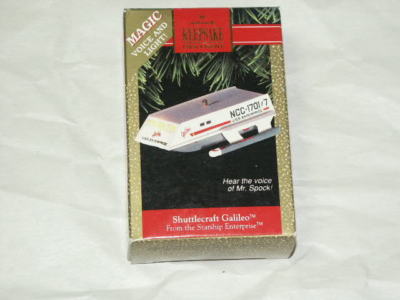 MAGIC
VOICE AND
LIGHT!
KEEPSAKE
NCC-1701/7
Hear the voice
of Mr. Spock!
Shuttlecraft Galileo™
From the Starship Enterprise™